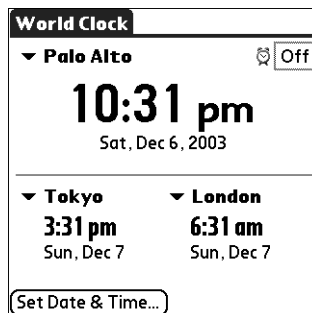 World Clock
Palo Alto Off
10:31 pm
Sat, Dec 6, 2003
Tokyo London
3:31 pm 6:31 am
Sun, Dec 7 Sun, Dec 7
Set Date & Time...